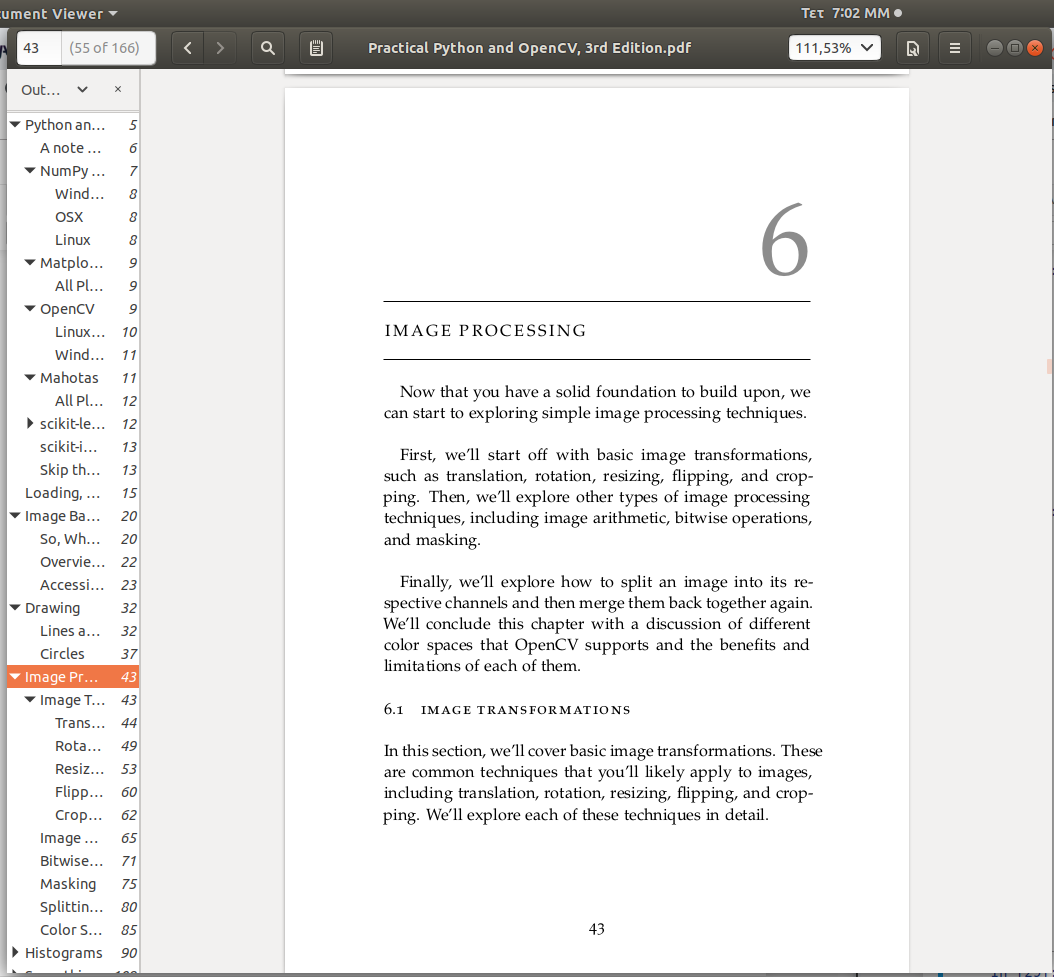 cument Viewer
Τετ 7:02 ΜΜ
43
(55 of 166)
Practical Python and OpenCV, 3rd Edition.pdf
111,53%
Out…
×
Python an… 5
A note … 6
NumPy … 7
Wind… 8
OSX 8
Linux 8
Matplo… 9
All Pl… 9
OpenCV 9
Linux… 10
Wind… 11
Mahotas 11
All Pl… 12
scikit-le… 12
scikit-i… 13
Skip th… 13
Loading, … 15
Image Ba… 20
So, Wh… 20
Overvie… 22
Accessi… 23
Drawing 32
Lines a… 32
Circles 37
Image Pr… 43
Image T… 43
Trans… 44
Rota… 49
Resiz… 53
Flipp… 60
Crop… 62
Image … 65
Bitwise… 71
Masking 75
Splittin… 80
Color S… 85
Histograms 90
6
IMAGE PROCESSING
Now that you have a solid foundation to build upon, we
can start to exploring simple image processing techniques.
First, we'll start off with basic image transformations,
such as translation, rotation, resizing, flipping, and crop-
ping. Then, we'll explore other types of image processing
techniques, including image arithmetic, bitwise operations,
and masking.
Finally, we'll explore how to split an image into its re-
spective channels and then merge them back together again.
We'll conclude this chapter with a discussion of different
color spaces that OpenCV supports and the benefits and
limitations of each of them.
6.1 IMAGE TRANSFORMATIONS
In this section, we'll cover basic image transformations. These
are common techniques that you'll likely apply to images,
including translation, rotation, resizing, flipping, and crop-
ping. We'll explore each of these techniques in detail.
43